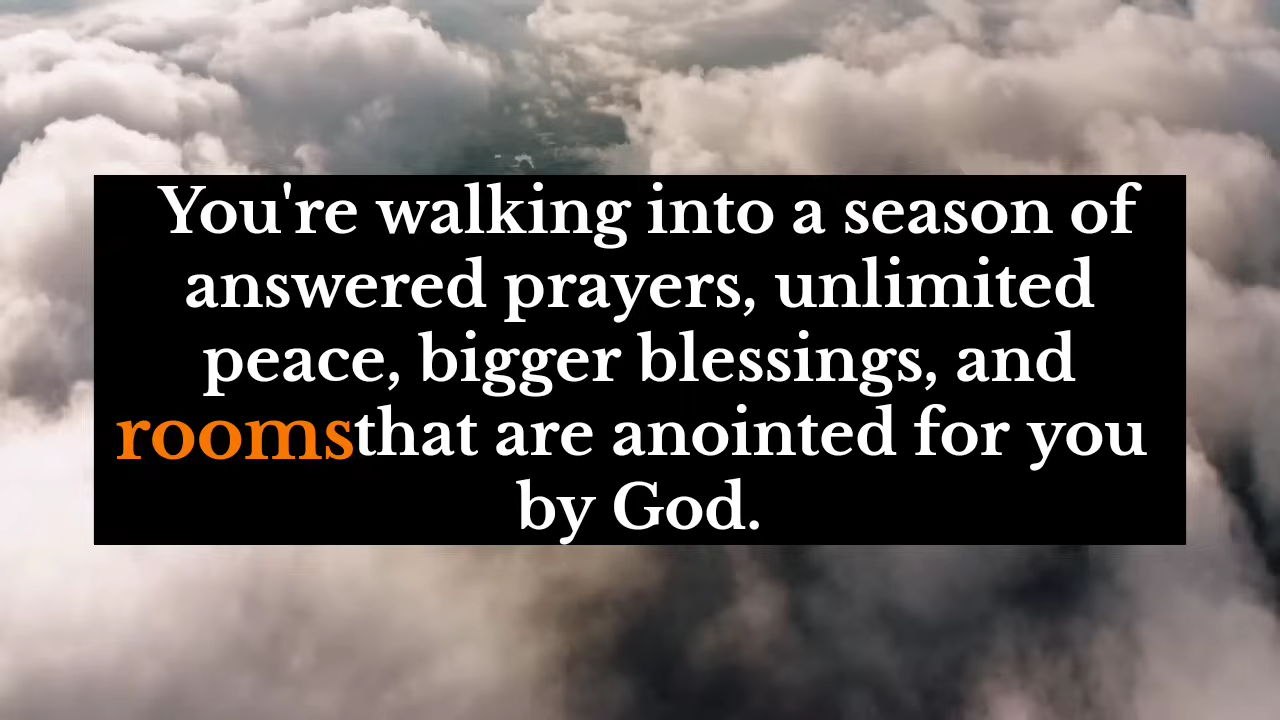 You're walking into a season of
answered prayers, unlimited
peace, bigger blessings, and
roomsthat are anointed for you
by God.